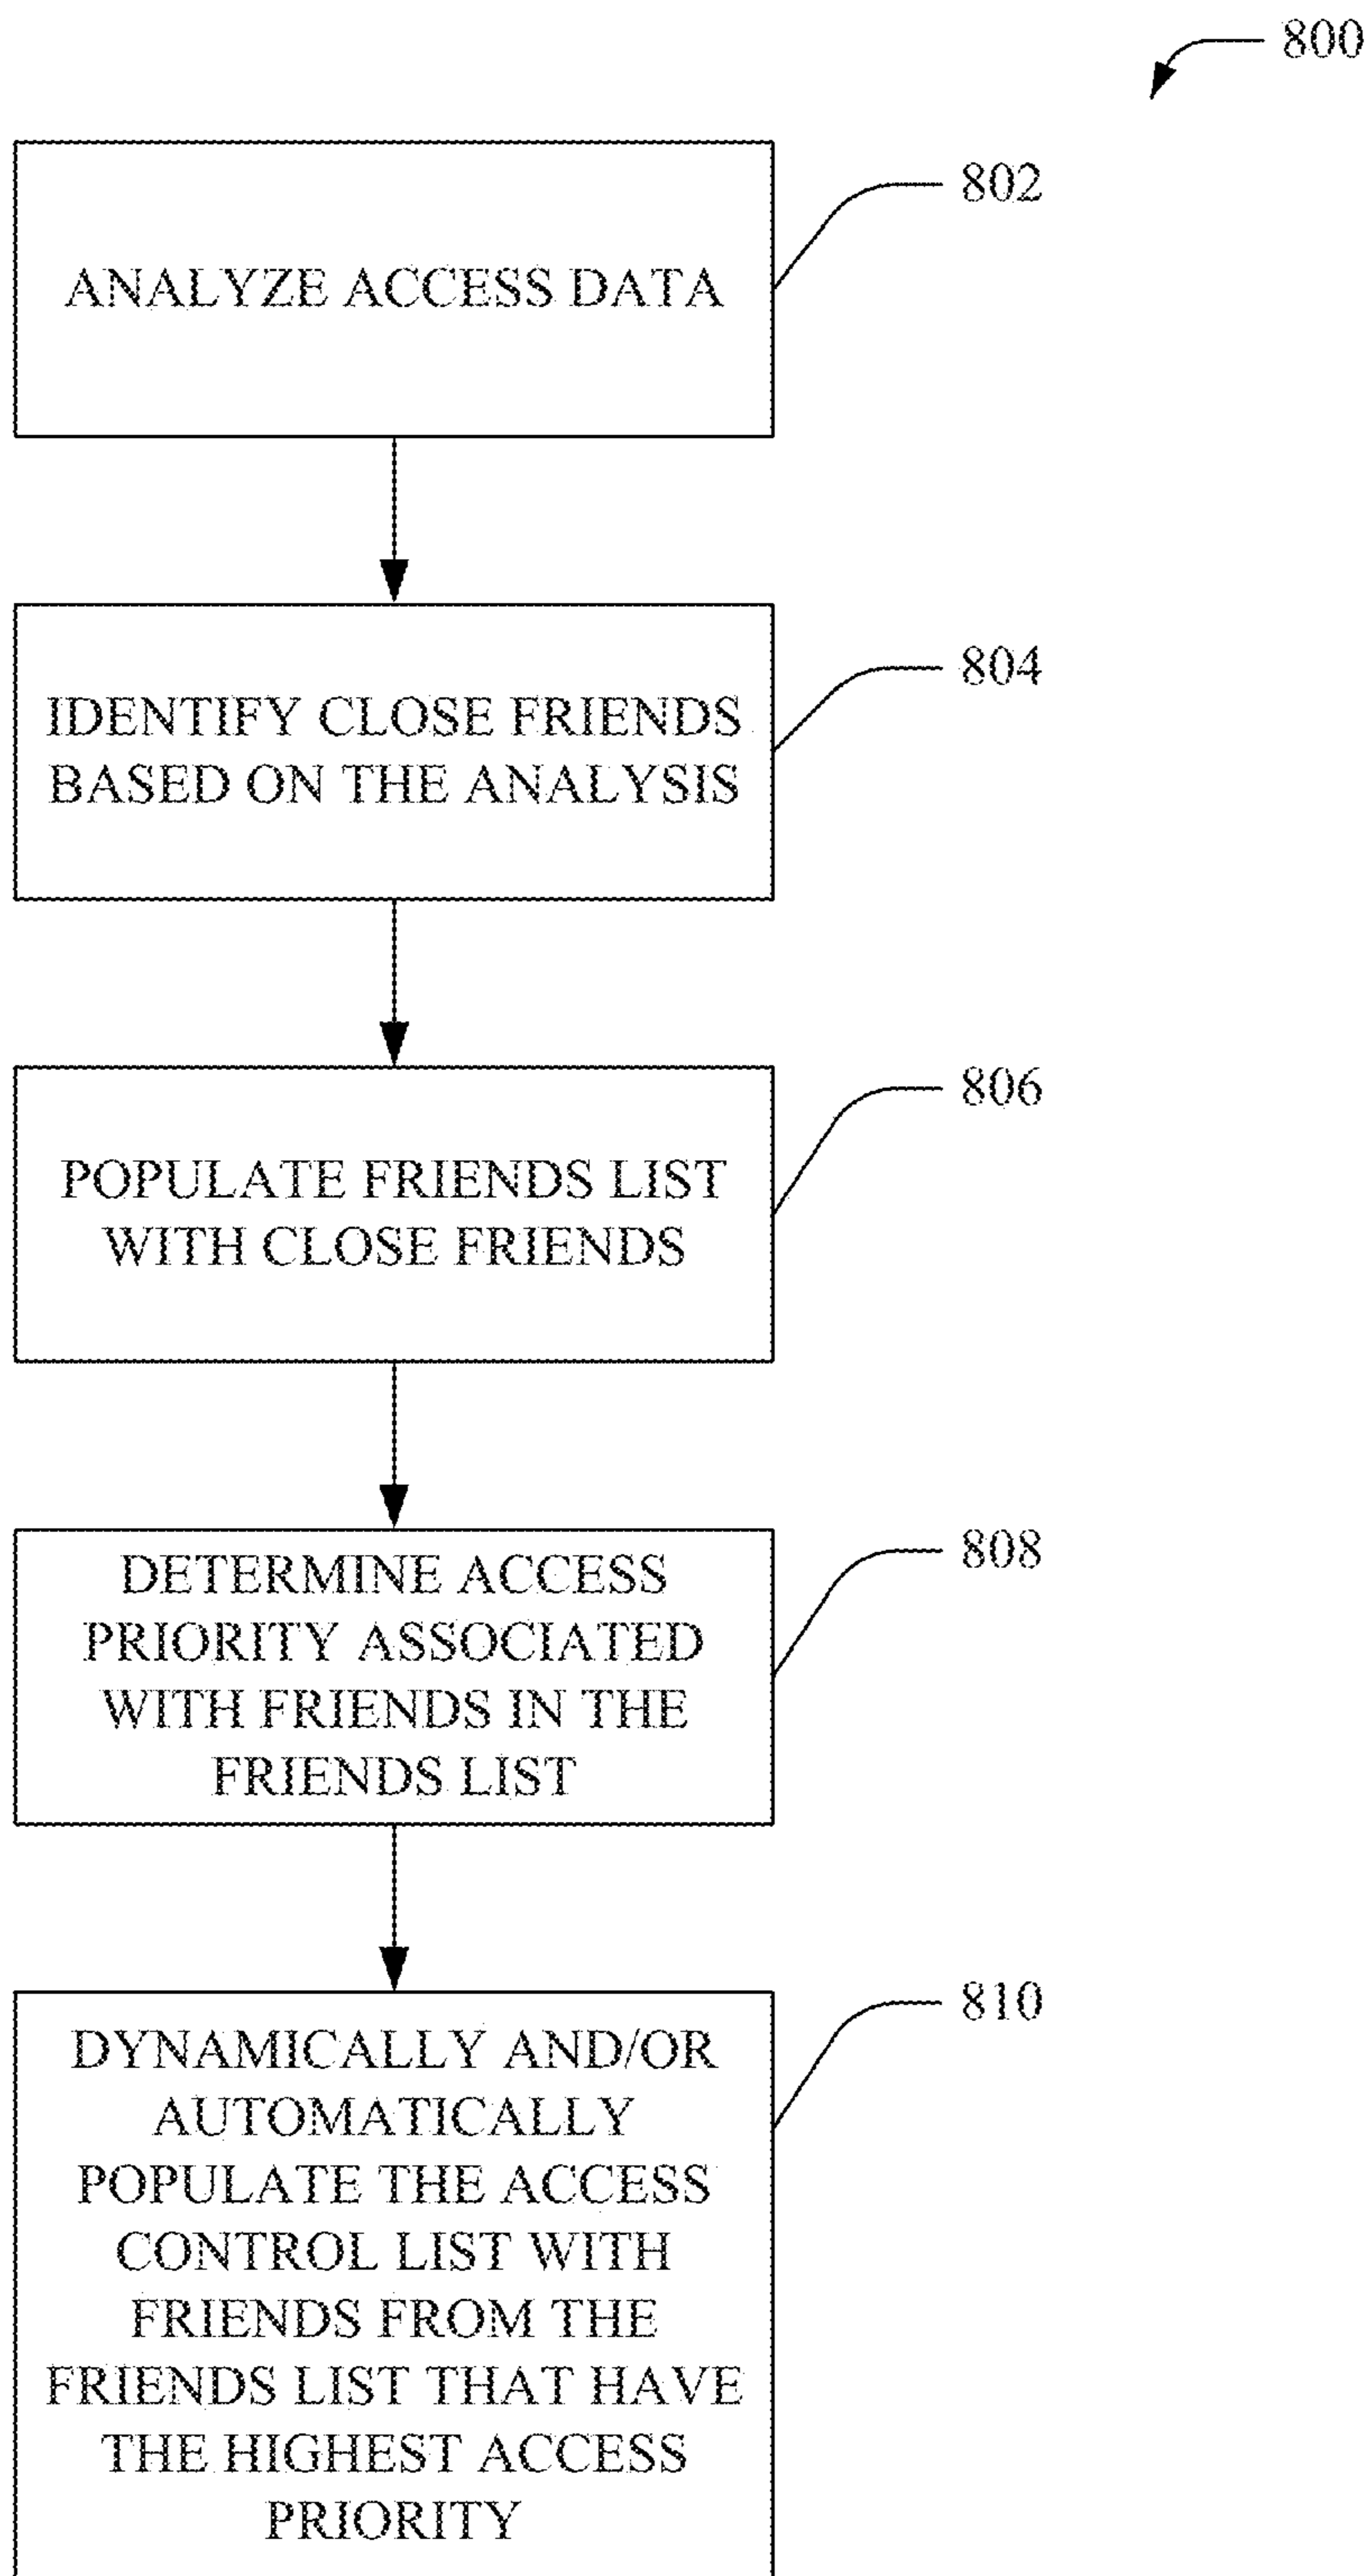 800
802
ANALYZE ACCESS DATA
804
IDENTIFY CLOSE FRIENDS
BASED ON THE ANALYSIS
806
POPULATE FRIENDS LIST
WITH CLOSE FRIENDS
808
DETERMINE ACCESS
PRIORITY ASSOCIATED
WITH FRIENDS IN THE
FRIENDS LIST
810
DYNAMICALLY AND/OR
AUTOMATICALLY
POPULATE THE ACCESS
CONTROL LIST WITH
FRIENDS FROM THE
FRIENDS LIST THAT HAVE
THE HIGHEST ACCESS
PRIORITY